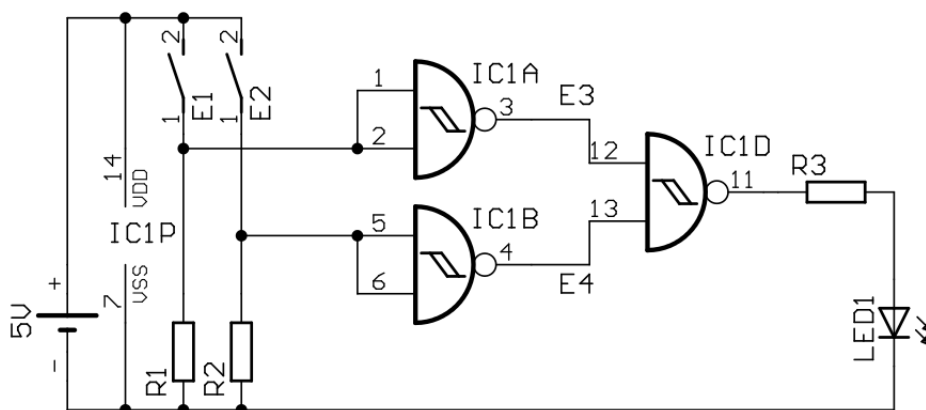 2
2
E1
E2
1
1
1
2
IC1A
3
E3
12
13
IC1D
11
R3
14
VDD
IC1P
7
VSS
5
6
IC1B
4
E4
+
5V
-
R1
R2
LED1